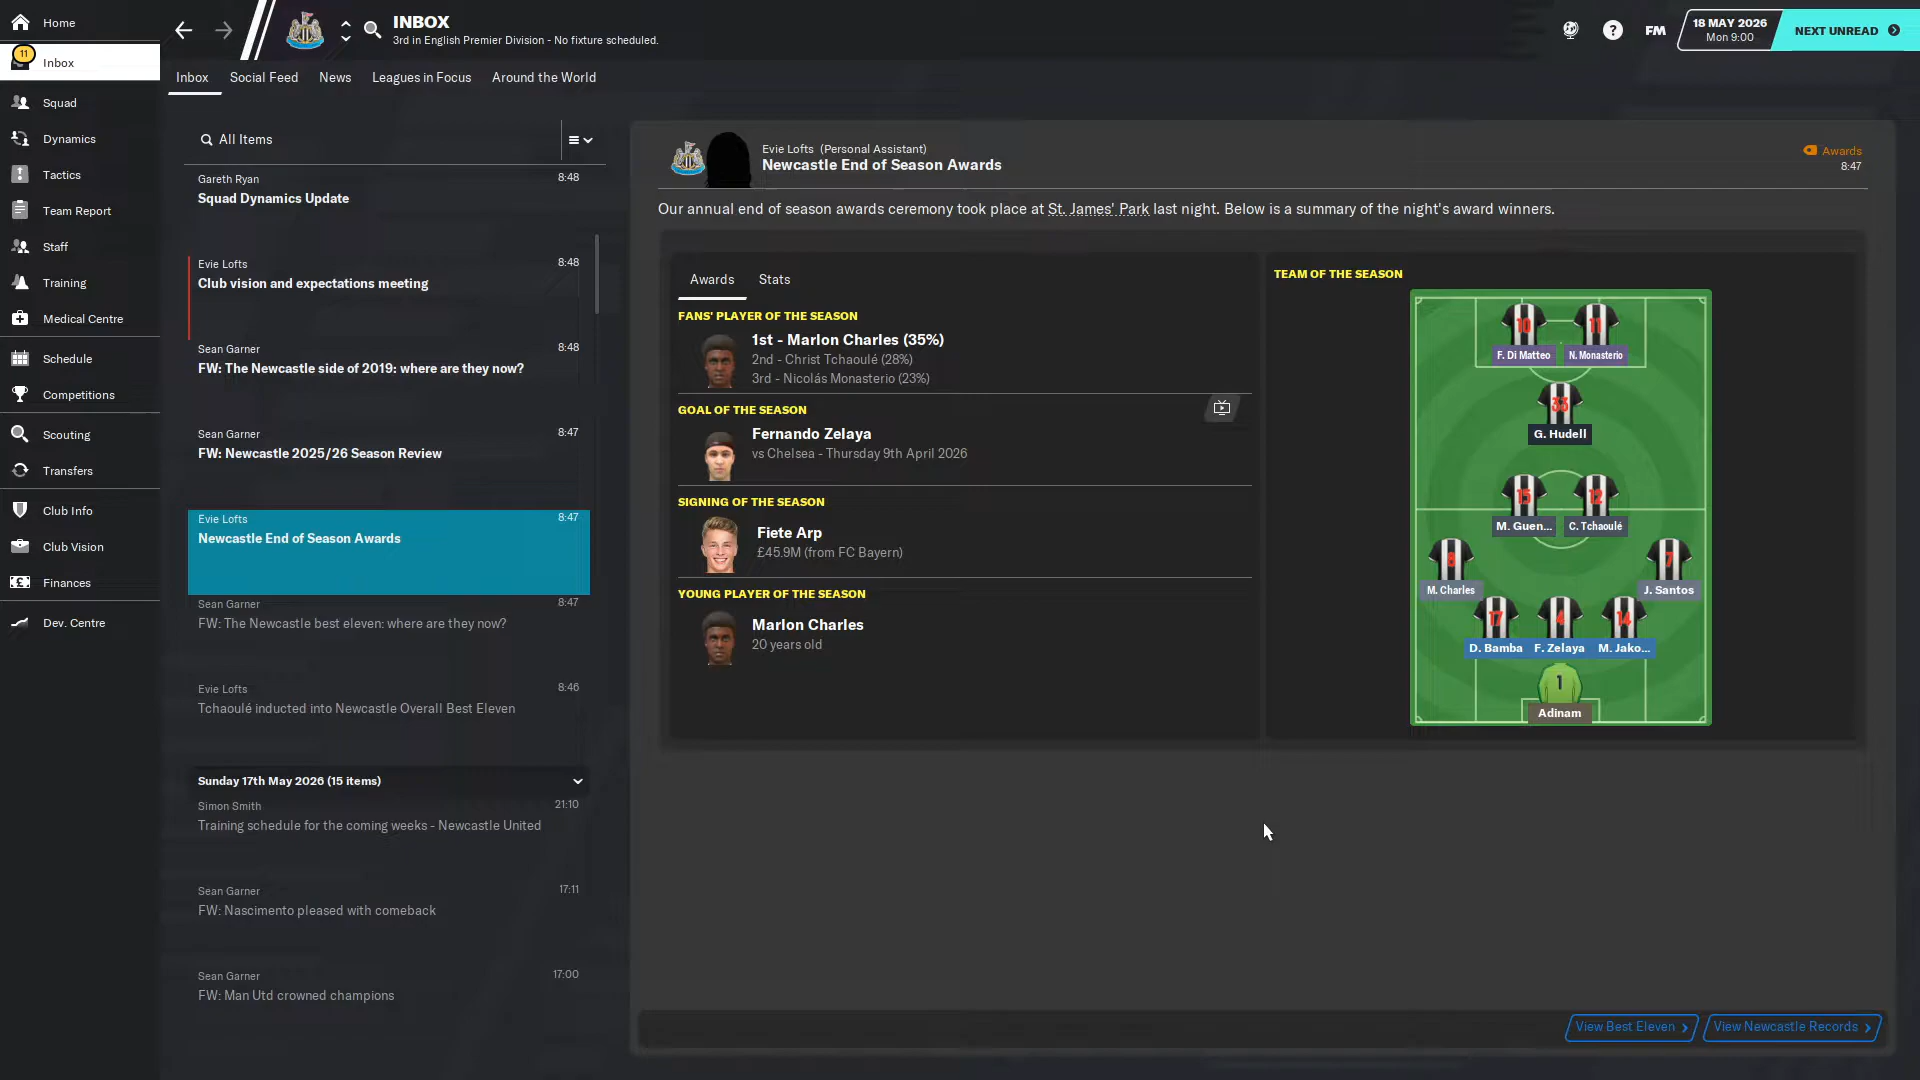 Home
11
Inbox
Squad
Dynamics
Tactics
Team Report
Staff
Training
Medical Centre
Schedule
Competitions
Scouting
Transfers
Club Info
Club Vision
Finances
Dev. Centre
INBOX
3rd in English Premier Division - No fixture scheduled.
FM
18 MAY 2026
Mon 9:00
NEXT UNREAD
Inbox
Social Feed
News
Leagues in Focus
Around the World
All Items
Gareth Ryan 8:48
Squad Dynamics Update
Evie Lofts 8:48
Club vision and expectations meeting
Sean Garner 8:48
FW: The Newcastle side of 2019: where are they now?
Sean Garner 8:47
FW: Newcastle 2025/26 Season Review
Evie Lofts 8:47
Newcastle End of Season Awards
Sean Garner 8:47
FW: The Newcastle best eleven: where are they now?
Evie Lofts 8:46
Tchaoulé inducted into Newcastle Overall Best Eleven
Sunday 17th May 2026 (15 items)
Simon Smith 21:10
Training schedule for the coming weeks - Newcastle United
Sean Garner 17:11
FW: Nascimento pleased with comeback
Sean Garner 17:00
FW: Man Utd crowned champions
Evie Lofts (Personal Assistant)
Newcastle End of Season Awards
Awards
8:47
Our annual end of season awards ceremony took place at St. James' Park last night. Below is a summary of the night's award winners.
Awards
Stats
FANS' PLAYER OF THE SEASON
1st - Marlon Charles (35%)
2nd - Christ Tchaoulé (28%)
3rd - Nicolás Monasterio (23%)
GOAL OF THE SEASON
Fernando Zelaya
vs Chelsea - Thursday 9th April 2026
SIGNING OF THE SEASON
Fiete Arp
£45.9M (from FC Bayern)
YOUNG PLAYER OF THE SEASON
Marlon Charles
20 years old
TEAM OF THE SEASON
10 11
F. Di Matteo N. Monasterio
33
G. Hudell
15 12
M. Guen... C. Tchaoulé
8 7
M. Charles J. Santos
17 4 14
D. Bamba F. Zelaya M. Jako...
1
Adinam
View Best Eleven
View Newcastle Records